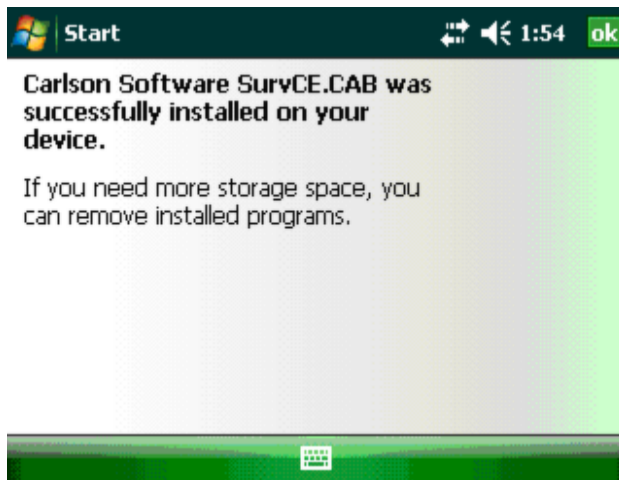 Start 1:54 ok
Carlson Software SurvCE.CAB was
successfully installed on your
device.
If you need more storage space, you
can remove installed programs.